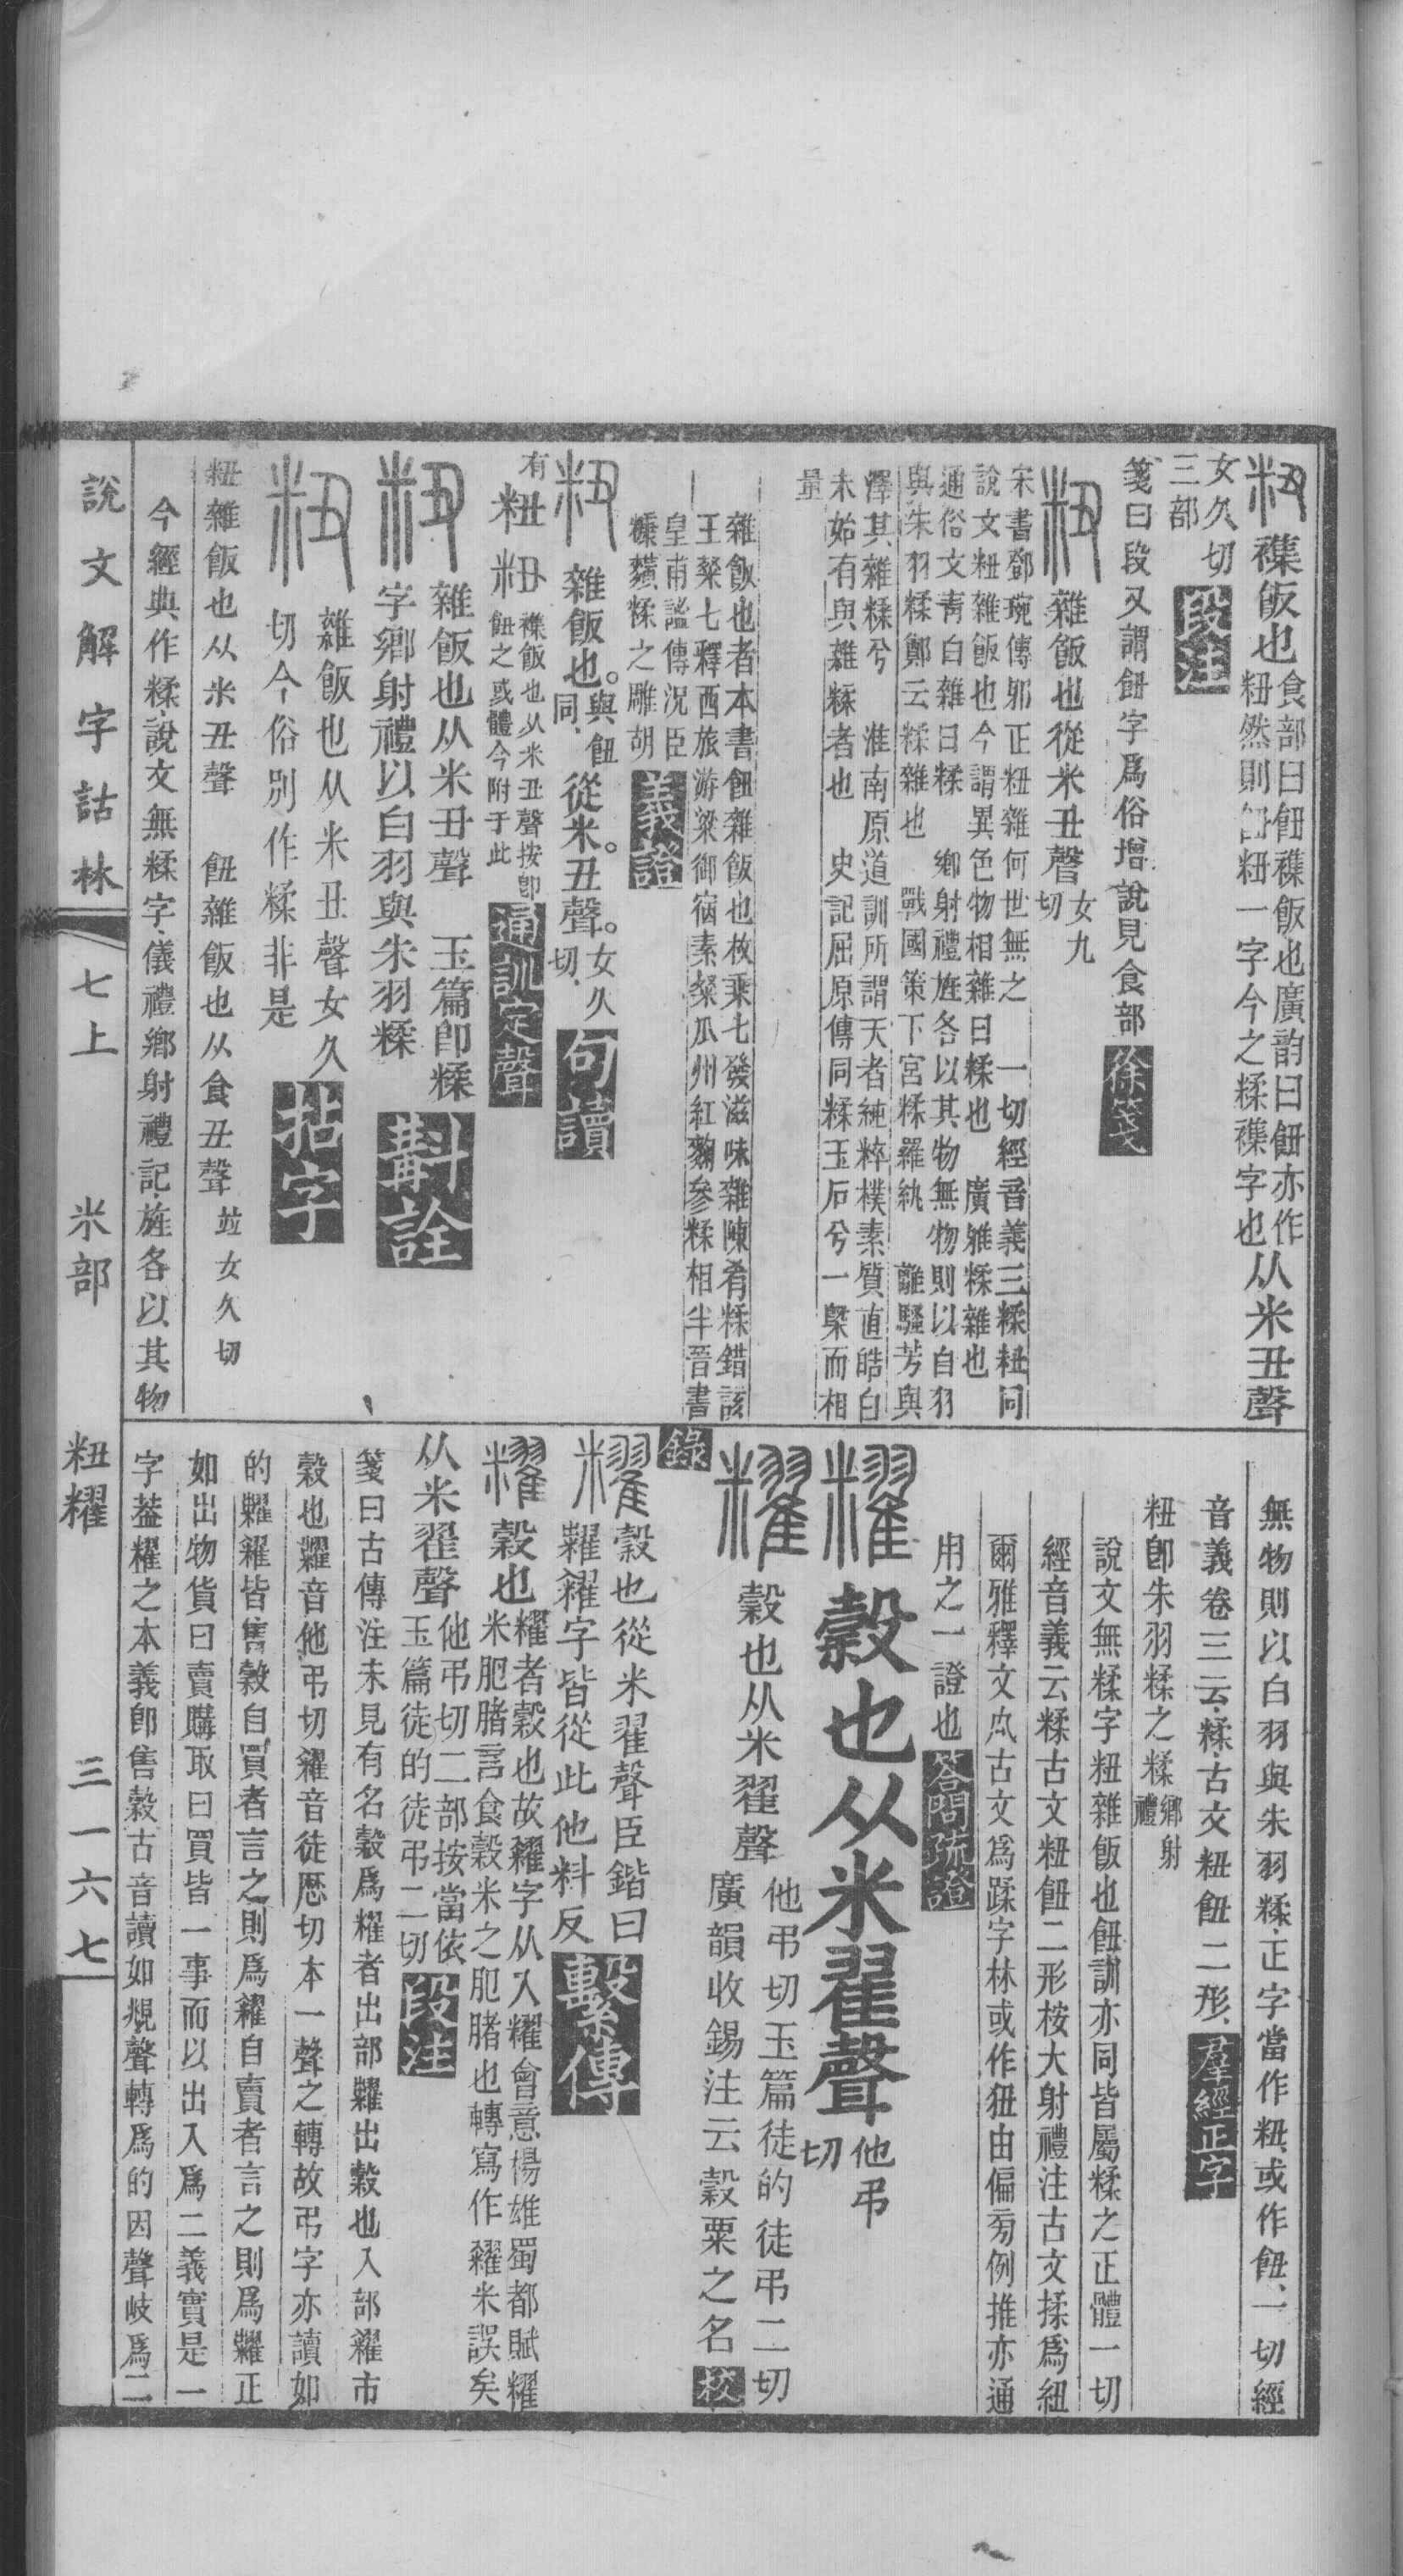 粈襍飯也食部曰飷襍飯也廣韵曰飷亦作
粈然則飷粈一字今之糅襍字也从米丑聲
女久切
三部段注
箋曰段又謂飷字爲俗增說見食部徐箋
粈雜飯也從米丑聲女九
切
宋書鄧琬傳邪正粈雜何世無之 一切經音義三糅粈同
說文粈雜飯也今謂異色物相雜曰糅也 廣雅糅雜也
通俗文靑白雜曰糅 鄉射禮旌各以其物無物則以白羽
與朱羽糅鄭云糅雜也 戰國策下宮糅羅紈 離騷芳與
澤其雜糅兮 淮南原道訓所謂天者純粹樸素質直皓白
未始有與雜糅者也 史記屈原傳同糅玉石兮一槩而相
量
雜飯也者本書飷雜飯也枚乘七發滋味雜陳肴糅錯該
王粲七釋西旅游梁御宿素粲瓜州紅麴參糅相半晉書
皇甫謐傳況臣
糠䵃糅之雕胡義證
粈雜飯也。與飷
同從米。丑聲。女久
切句讀
有粈粈襍飯也从米丑聲按卽
飷之或體今附于此通訓定聲
粈雜飯也从米丑聲 玉篇卽糅
字鄉射禮以白羽與朱羽糅斠詮
粈雜飯也从米丑聲女久
切今俗別作糅非是拈字
粈雜飯也从米丑聲 飷雜飯也从食丑聲 竝女久切
今經典作糅說文無糅字儀禮鄉射禮記旌各以其物
無物則以白羽與朱羽糅正字當作粈或作飷一切經
音義卷三云糅古文粈飷二形羣經正字
粈卽朱羽糅之糅鄉射
禮
說文無糅字粈雜飯也飷訓亦同皆屬糅之正體一切
經音義云糅古文粈飷二形桉大射禮注古文揉爲紐
爾雅釋文厹古文爲蹂字林或作狃由偏旁例推亦通
用之一證也答問疏證
糶穀也从米翟聲他弔
切
糶穀也从米翟聲他弔切玉篇徒的徒弔二切
廣韻收錫注云穀粟之名校
錄
糶穀也從米翟聲臣鍇曰
糶糴字皆從此他料反繫傳
糶穀也糶者穀也故糴字从入糶會意楊雄蜀都賦糶
米肥䐗言食穀米之肥䐗也轉寫作糴米誤矣
从米翟聲他弔切二部按當依
玉篇徒的徒弔二切段注
箋曰古傳注未見有名穀爲糶者出部糶出穀也入部糴市
穀也糶音他弔切糴音徒歷切本一聲之轉故弔字亦讀如
的糶糴皆售穀自買者言之則爲糴自賣者言之則爲糶正
如出物貨曰賣購取曰買皆一事而以出入爲二義實是一
字葢糶之本義卽售穀古音讀如覜聲轉爲的因聲岐爲二
說文解字詁林 七上 米部 粈糶 三一六七